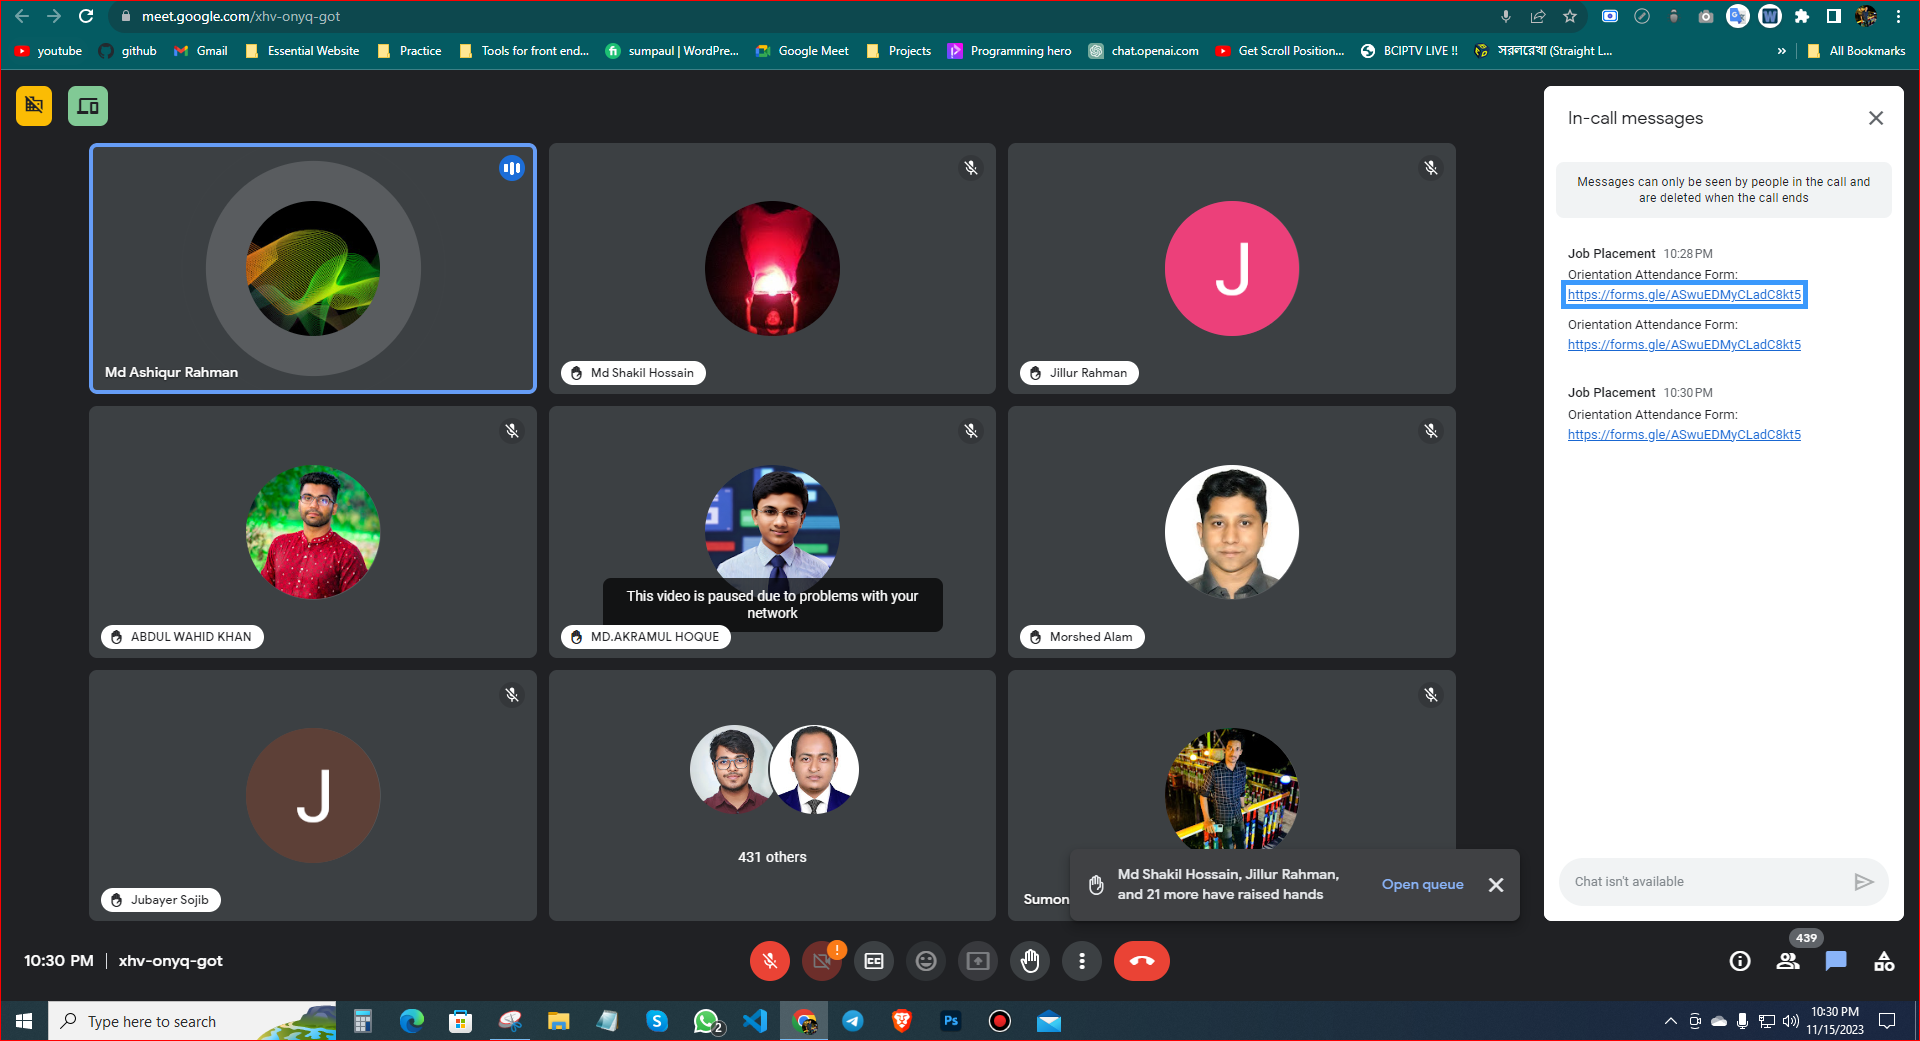 meet.google.com/xhv-onyq-got
youtube
github
Gmail
Essential Website
Practice
Tools for front end...
sumpaul | WordPre...
Google Meet
Projects
Programming hero
chat.openai.com
Get Scroll Position...
BCIPTV LIVE !!
সরলরেখা (Straight L...
»
All Bookmarks
In-call messages
Messages can only be seen by people in the call and
are deleted when the call ends
Job Placement 10:28 PM
Orientation Attendance Form:
https://forms.gle/ASwuEDMyCLadC8kt5
Orientation Attendance Form:
https://forms.gle/ASwuEDMyCLadC8kt5
Job Placement 10:30 PM
Orientation Attendance Form:
https://forms.gle/ASwuEDMyCLadC8kt5
Chat isn't available
Md Ashiqur Rahman
Md Shakil Hossain
J
Jillur Rahman
ABDUL WAHID KHAN
This video is paused due to problems with your
network
MD.AKRAMUL HOQUE
Morshed Alam
J
Jubayer Sojib
431 others
Sumon
Md Shakil Hossain, Jillur Rahman,
and 21 more have raised hands
Open queue
10:30 PM | xhv-onyq-got
CC
439
Type here to search
S
2
Ps
10:30 PM
11/15/2023